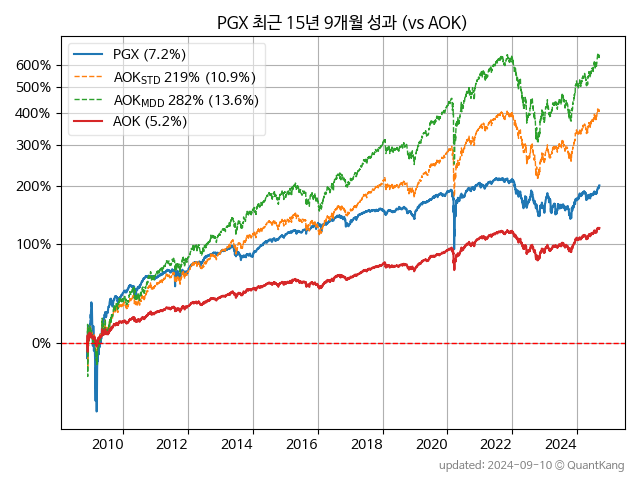 PGX 최근 15년 9개월 성과 (vs AOK)
PGX (7.2%)
AOK_STD 219% (10.9%)
AOK_MDD 282% (13.6%)
AOK (5.2%)
600%
500%
400%
300%
200%
100%
0%
2010 2012 2014 2016 2018 2020 2022 2024
updated: 2024-09-10 © QuantKang